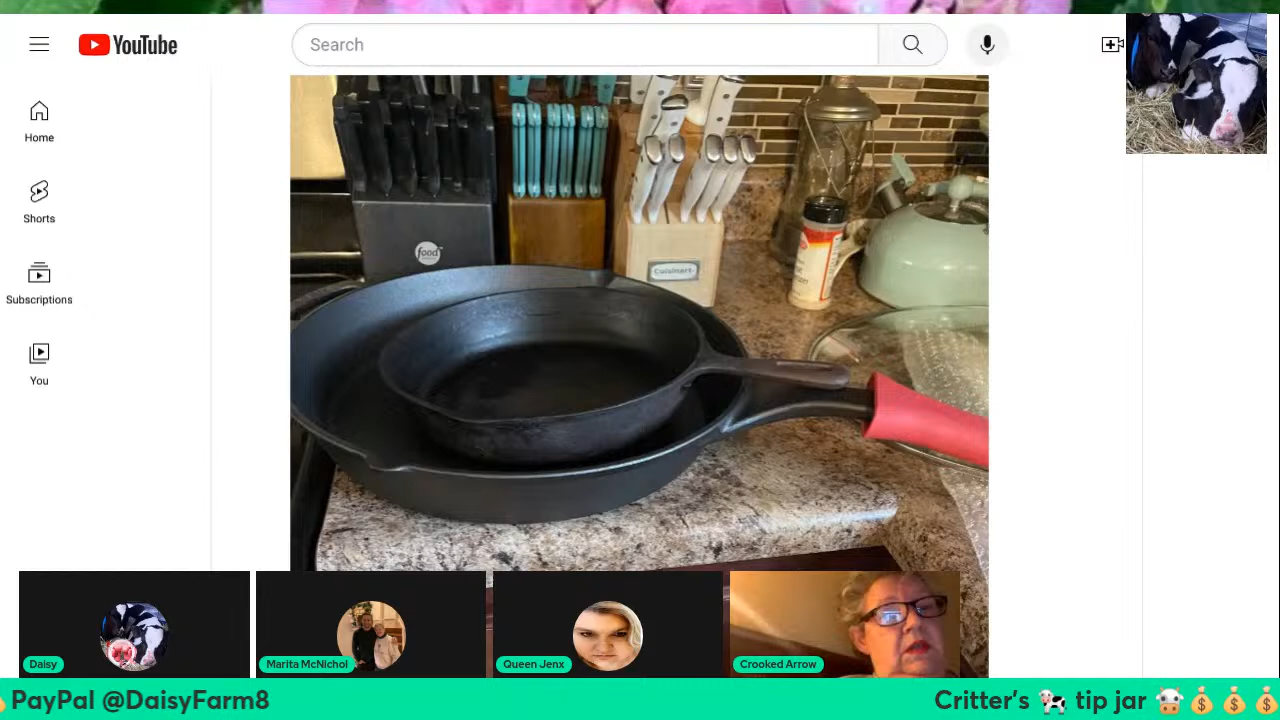 YouTube
Search
Home
Shorts
Subscriptions
You
food
Cuisinart
Daisy
Marita McNichol
Queen Jenx
Crooked Arrow
PayPal @DaisyFarm8
Critter's 🐄 tip jar 🐮 💰 💰 💰